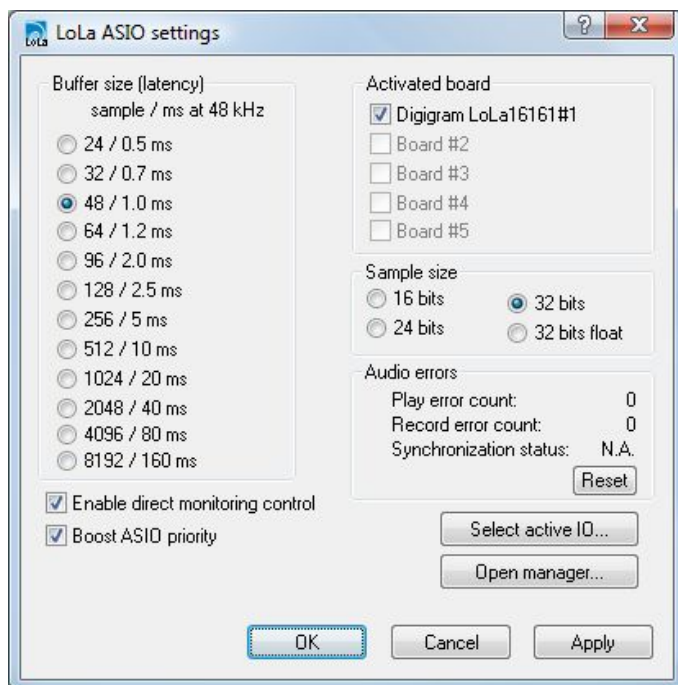 LoLa
LoLa ASIO settings
Buffer size (latency)
sample / ms at 48 kHz
24 / 0.5 ms
32 / 0.7 ms
48 / 1.0 ms
64 / 1.2 ms
96 / 2.0 ms
128 / 2.5 ms
256 / 5 ms
512 / 10 ms
1024 / 20 ms
2048 / 40 ms
4096 / 80 ms
8192 / 160 ms
Enable direct monitoring control
Boost ASIO priority
Activated board
Digigram LoLa16161#1
Board #2
Board #3
Board #4
Board #5
Sample size
16 bits
32 bits
24 bits
32 bits float
Audio errors
Play error count: 0
Record error count: 0
Synchronization status: N.A.
Reset
Select active IO...
Open manager...
OK
Cancel
Apply